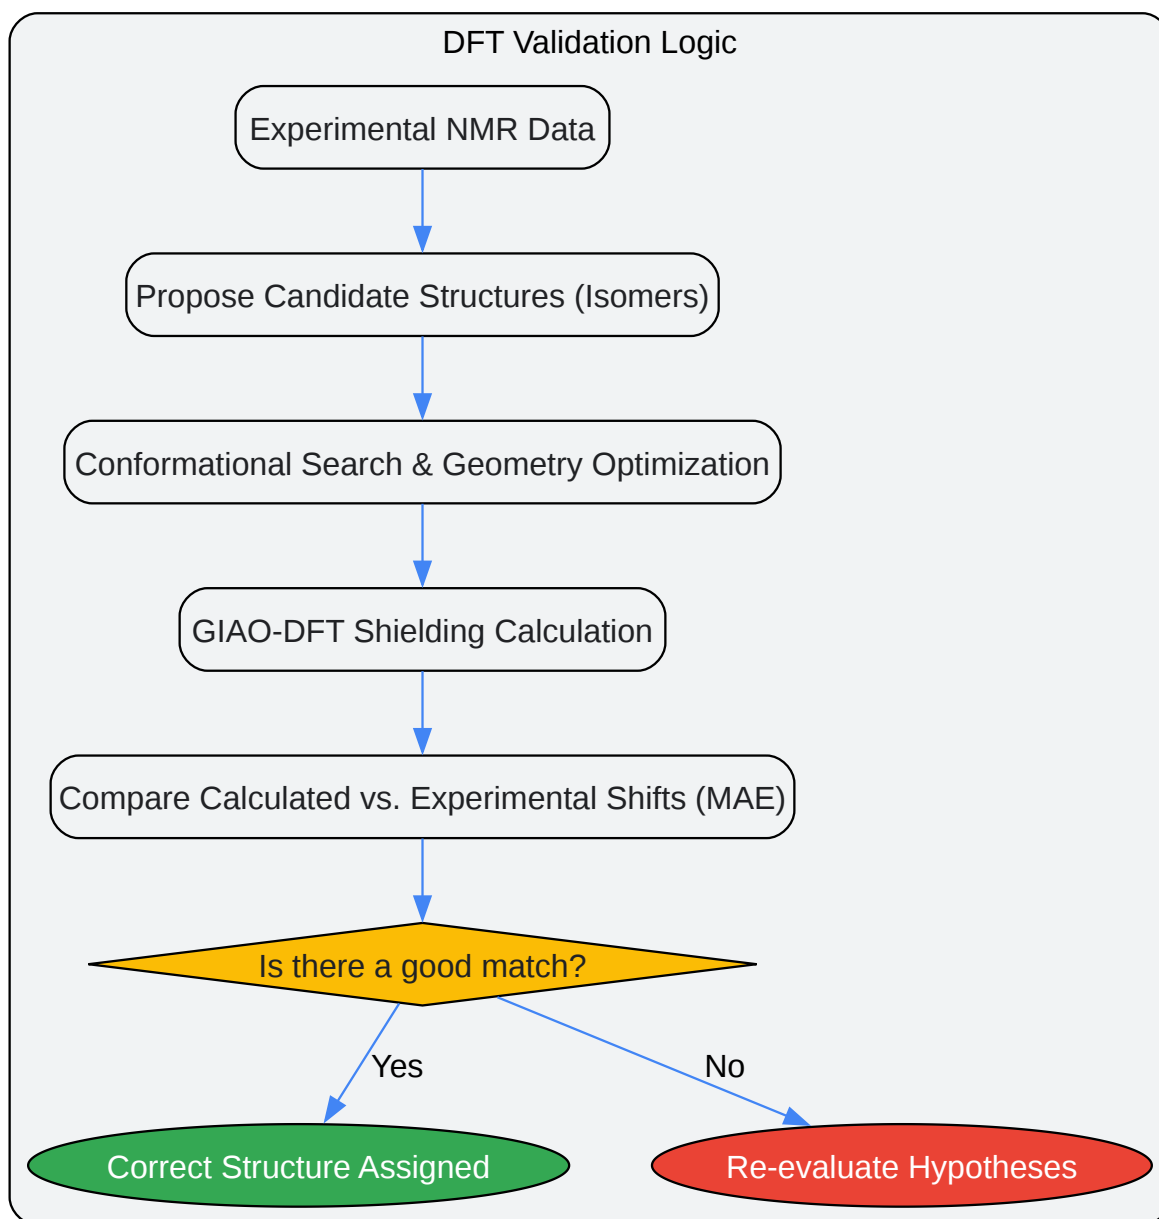 DFT Validation Logic
Experimental NMR Data
Propose Candidate Structures (Isomers)
Conformational Search & Geometry Optimization
GIAO-DFT Shielding Calculation
Compare Calculated vs. Experimental Shifts (MAE)
Is there a good match?
Yes
No
Correct Structure Assigned
Re-evaluate Hypotheses